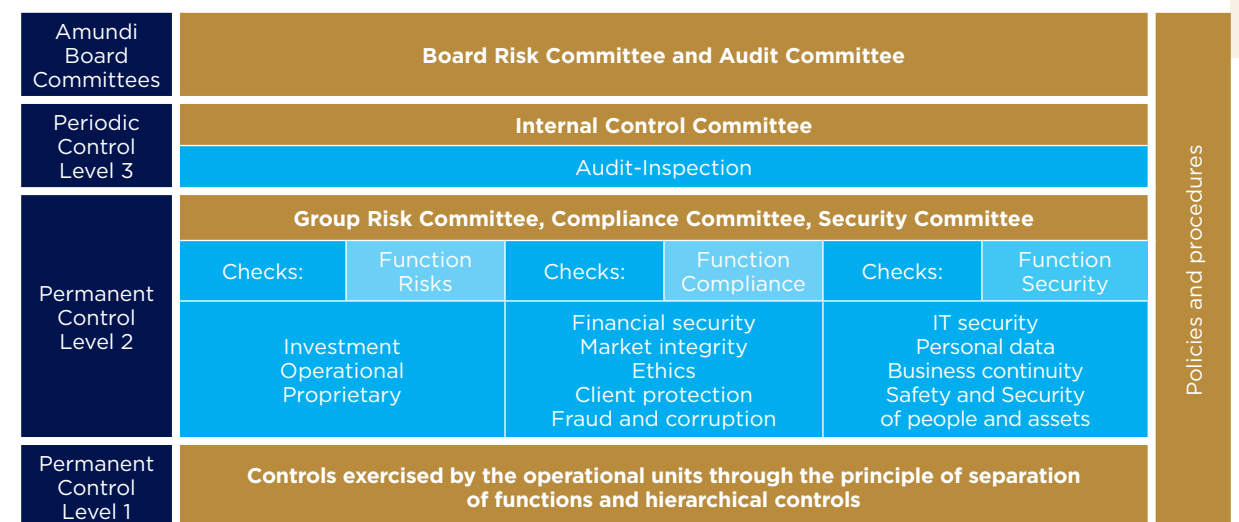 Amundi
Board
Committees
Board Risk Committee and Audit Committee
Periodic
Control
Level 3
Internal Control Committee
Audit-Inspection
Permanent
Control
Level 2
Group Risk Committee, Compliance Committee, Security Committee
Checks:
Function
Risks
Checks:
Function
Compliance
Checks:
Function
Security
Investment
Operational
Proprietary
Financial security
Market integrity
Ethics
Client protection
Fraud and corruption
IT security
Personal data
Business continuity
Safety and Security
of people and assets
Permanent
Control
Level 1
Controls exercised by the operational units through the principle of separation
of functions and hierarchical controls
Policies and procedures